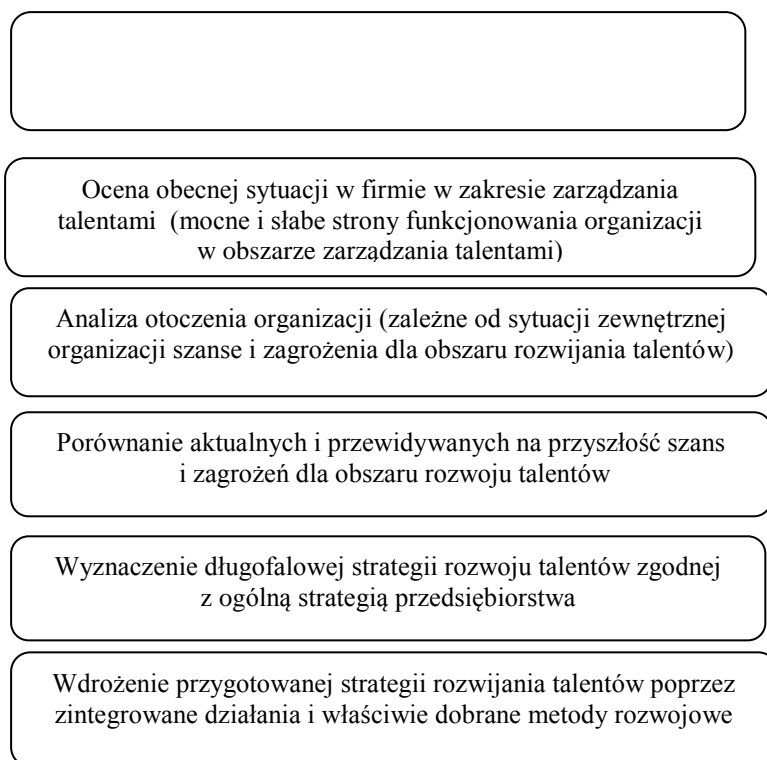 Ocena obecnej sytuacji w firmie w zakresie zarządzania
talentami (mocne i słabe strony funkcjonowania organizacji
w obszarze zarządzania talentami)
Analiza otoczenia organizacji (zależne od sytuacji zewnętrznej
organizacji szanse i zagrożenia dla obszaru rozwijania talentów)
Porównanie aktualnych i przewidywanych na przyszłość szans
i zagrożeń dla obszaru rozwoju talentów
Wyznaczenie długofalowej strategii rozwoju talentów zgodnej
z ogólną strategią przedsiębiorstwa
Wdrożenie przygotowanej strategii rozwijania talentów poprzez
zintegrowane działania i właściwie dobrane metody rozwojowe